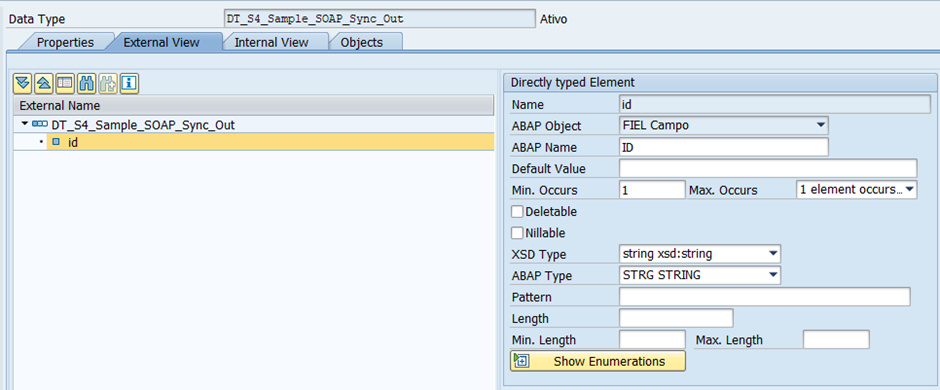 Data Type DT_S4_Sample_SOAP_Sync_Out Ativo
Properties External View Internal View Objects
External Name
DT_S4_Sample_SOAP_Sync_Out
id
Directly typed Element
Name id
ABAP Object FIEL Campo
ABAP Name ID
Default Value
Min. Occurs 1 Max. Occurs 1 element occurs...
Deletable
Nillable
XSD Type string xsd:string
ABAP Type STRG STRING
Pattern
Length
Min. Length Max. Length
Show Enumerations